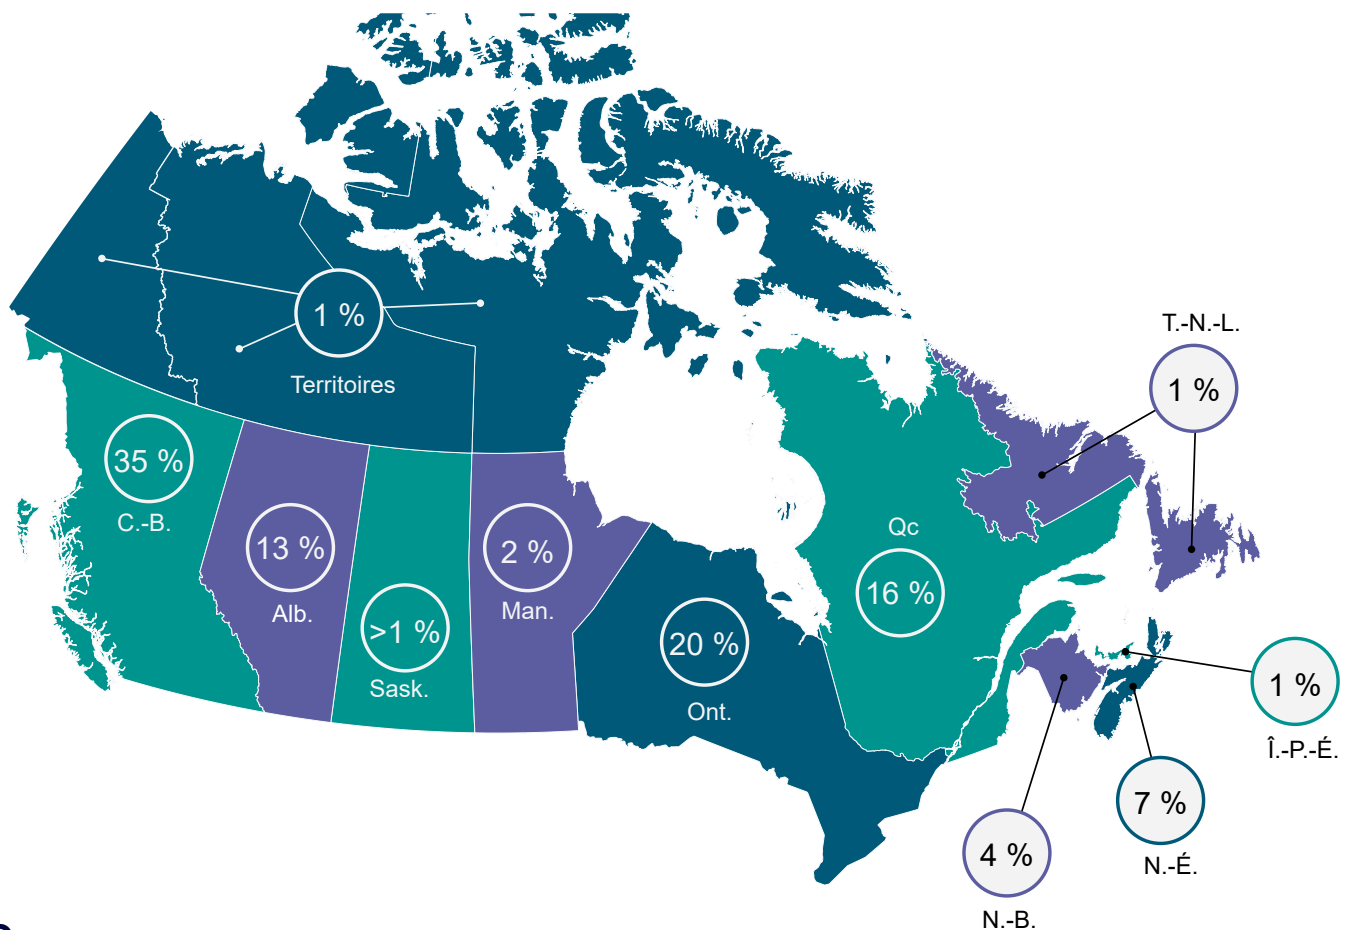 1 %
Territoires
T.-N.-L.
1 %
35 %
C.-B.
13 %
Alb.
>1 %
Sask.
2 %
Man.
20 %
Ont.
Qc
16 %
1 %
Î.-P.-É.
7 %
N.-É.
4 %
N.-B.